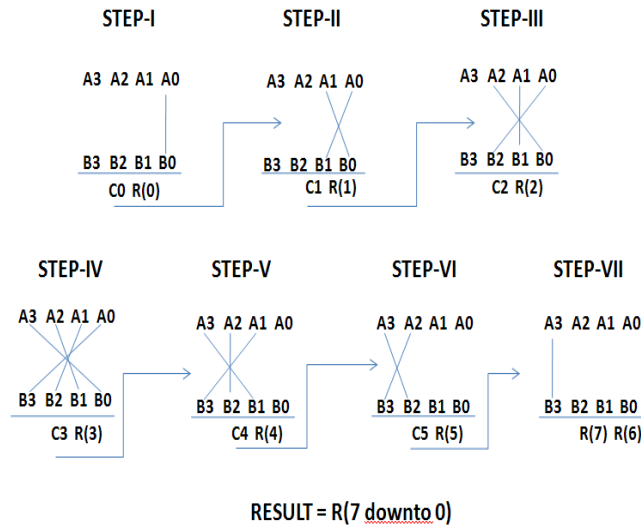 STEP-I STEP-II STEP-III
A3 A2 A1 A0 A3 A2 A1 A0 A3 A2 A1 A0
B3 B2 B1 B0 B3 B2 B1 B0 B3 B2 B1 B0
C0 R(0) C1 R(1) C2 R(2)
STEP-IV STEP-V STEP-VI STEP-VII
A3 A2 A1 A0 A3 A2 A1 A0 A3 A2 A1 A0 A3 A2 A1 A0
B3 B2 B1 B0 B3 B2 B1 B0 B3 B2 B1 B0 B3 B2 B1 B0
C3 R(3) C4 R(4) C5 R(5) R(7) R(6)
RESULT = R(7 downto 0)